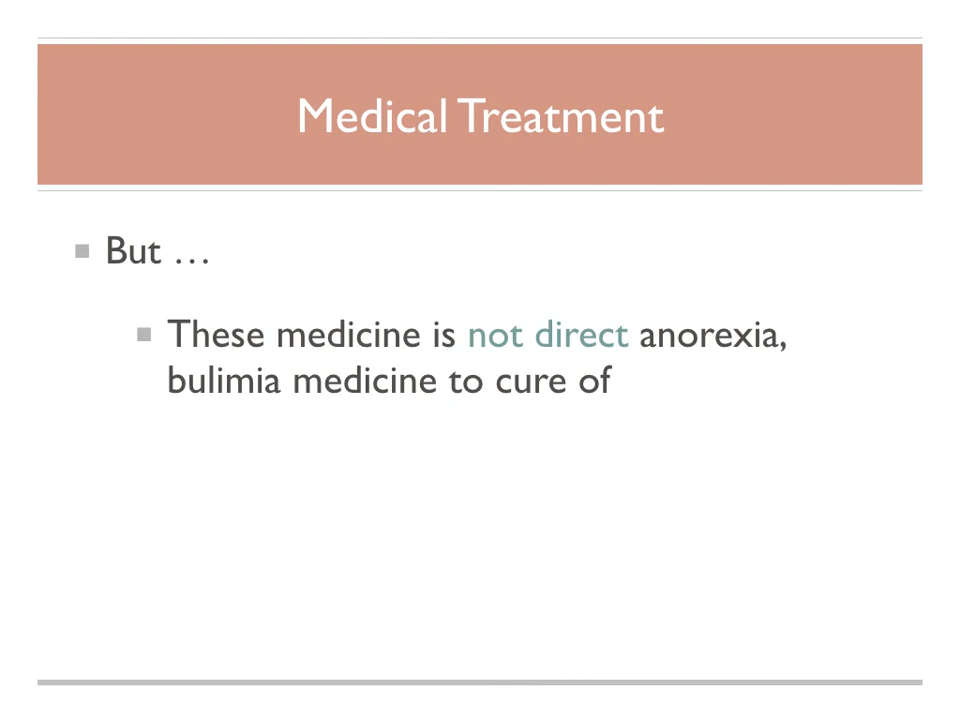 Medical Treatment
But …
These medicine is not direct anorexia,
bulimia medicine to cure of